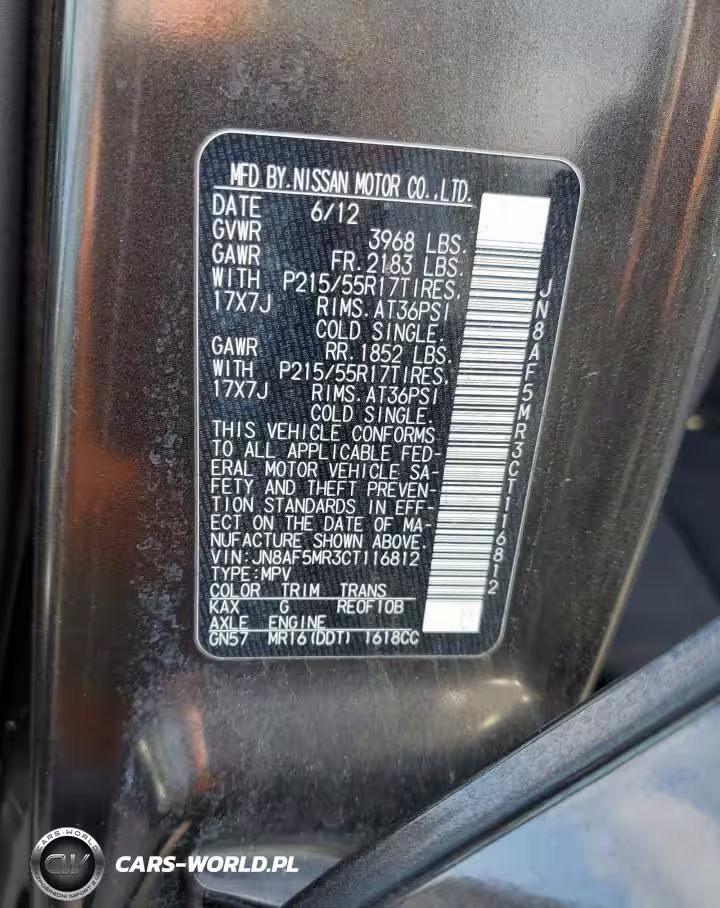 MFD BY.NISSAN MOTOR CO.,LTD.
DATE 6/12
GVWR 3968 LBS.
GAWR FR.2183 LBS.
WITH P215/55R17TIRES,
17X7J RIMS.AT36PSI
COLD SINGLE.
GAWR RR.1852 LBS.
WITH P215/55R17TIRES,
17X7J RIMS.AT36PSI
COLD SINGLE.
THIS VEHICLE CONFORMS
TO ALL APPLICABLE FED-
ERAL MOTOR VEHICLE SA-
FETY AND THEFT PREVEN-
TION STANDARDS IN EFF-
ECT ON THE DATE OF MA-
NUFACTURE SHOWN ABOVE.
VIN:JN8AF5MR3CT116812
TYPE:MPV
COLOR TRIM TRANS
KAX G RE0F10B
AXLE ENGINE
GN57 MR16(DDT) 1618CC
JN8AF5MR3CT116812
CARS-WORLD
CW
CARS-WORLD.PL